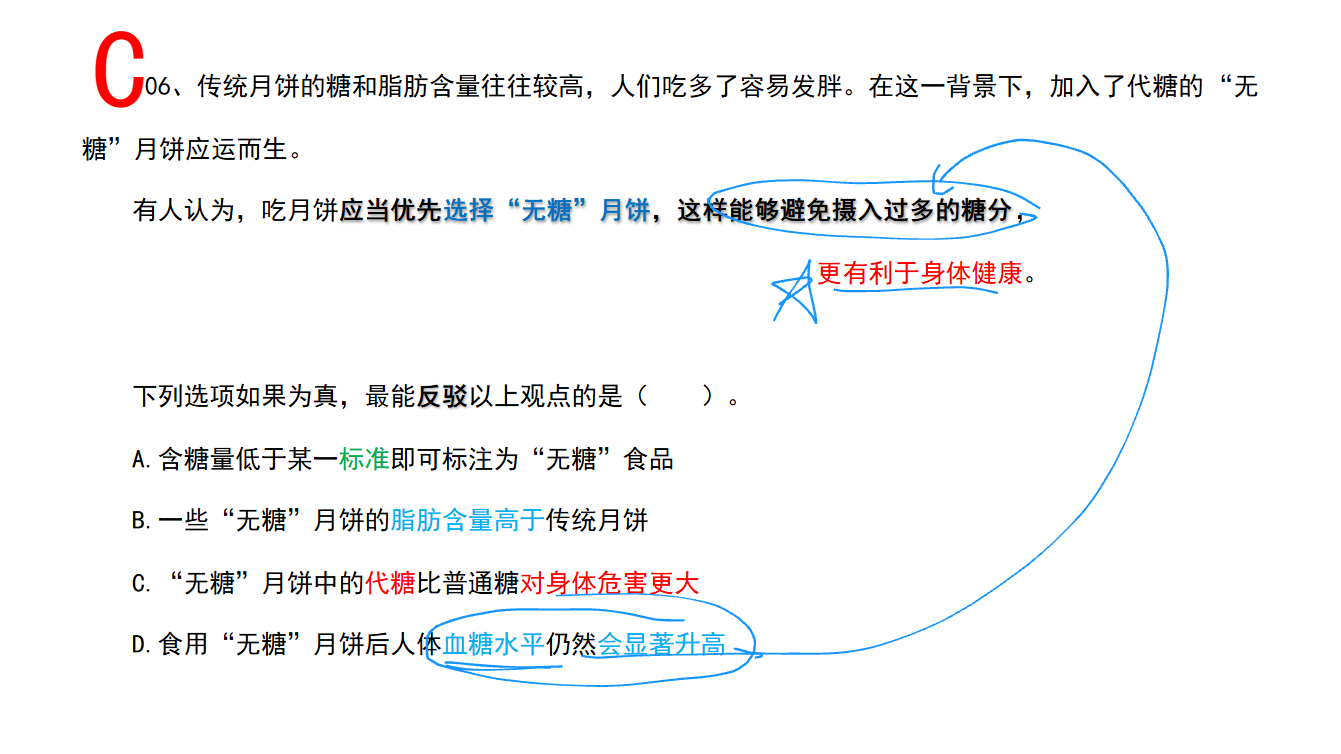 C06、传统月饼的糖和脂肪含量往往较高，人们吃多了容易发胖。在这一背景下，加入了代糖的“无
糖”月饼应运而生。
有人认为，吃月饼应当优先选择“无糖”月饼，这样能够避免摄入过多的糖分，
更有利于身体健康。
下列选项如果为真，最能反驳以上观点的是（　　）。
A.含糖量低于某一标准即可标注为“无糖”食品
B.一些“无糖”月饼的脂肪含量高于传统月饼
C.“无糖”月饼中的代糖比普通糖对身体危害更大
D.食用“无糖”月饼后人体血糖水平仍然会显著升高